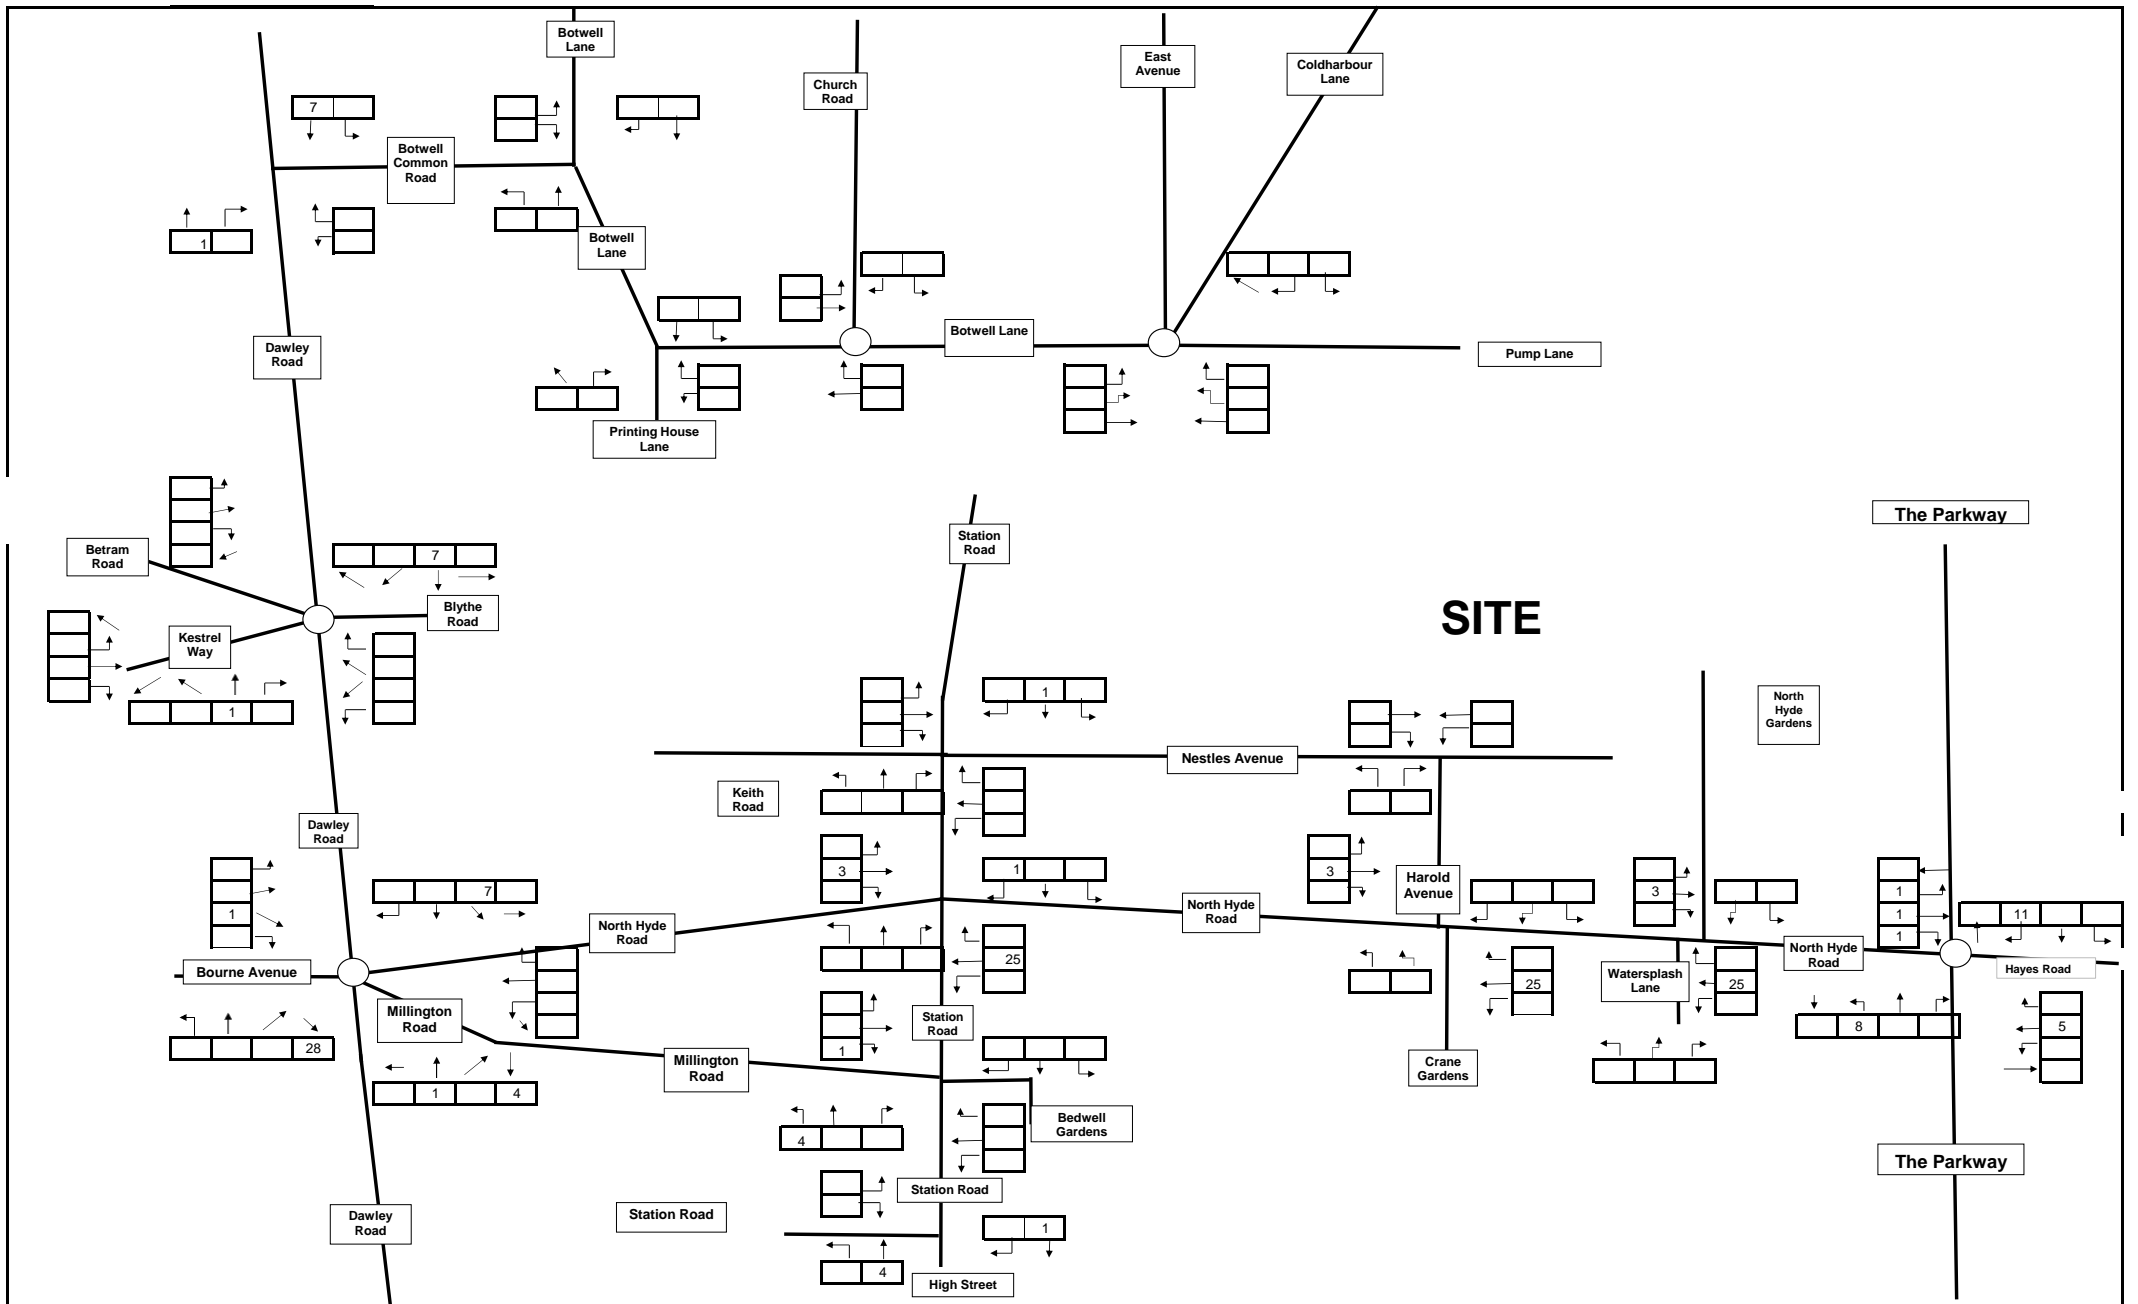 Botwell
Lane
East
Avenue
Coldharbour
Lane
Church
Road
7
Botwell
Common
Road
1
Botwell
Lane
Botwell Lane
Dawley
Road
Pump Lane
Printing House
Lane
The Parkway
Station
Road
Betram
Road
7
Blythe
Road
SITE
Kestrel
Way
1
1
North
Hyde
Gardens
Nestles Avenue
Keith
Road
Dawley
Road
3
1
3
Harold
Avenue
7
1
3
1
1
1
11
North Hyde
Road
North Hyde
Road
North Hyde
Road
Bourne Avenue
25
Hayes Road
Watersplash
Lane
25
25
Millington
Road
Station
Road
28
1
8
5
Millington
Road
Crane
Gardens
1
4
Bedwell
Gardens
4
The Parkway
Station Road
Station Road
Dawley
Road
1
4
High Street